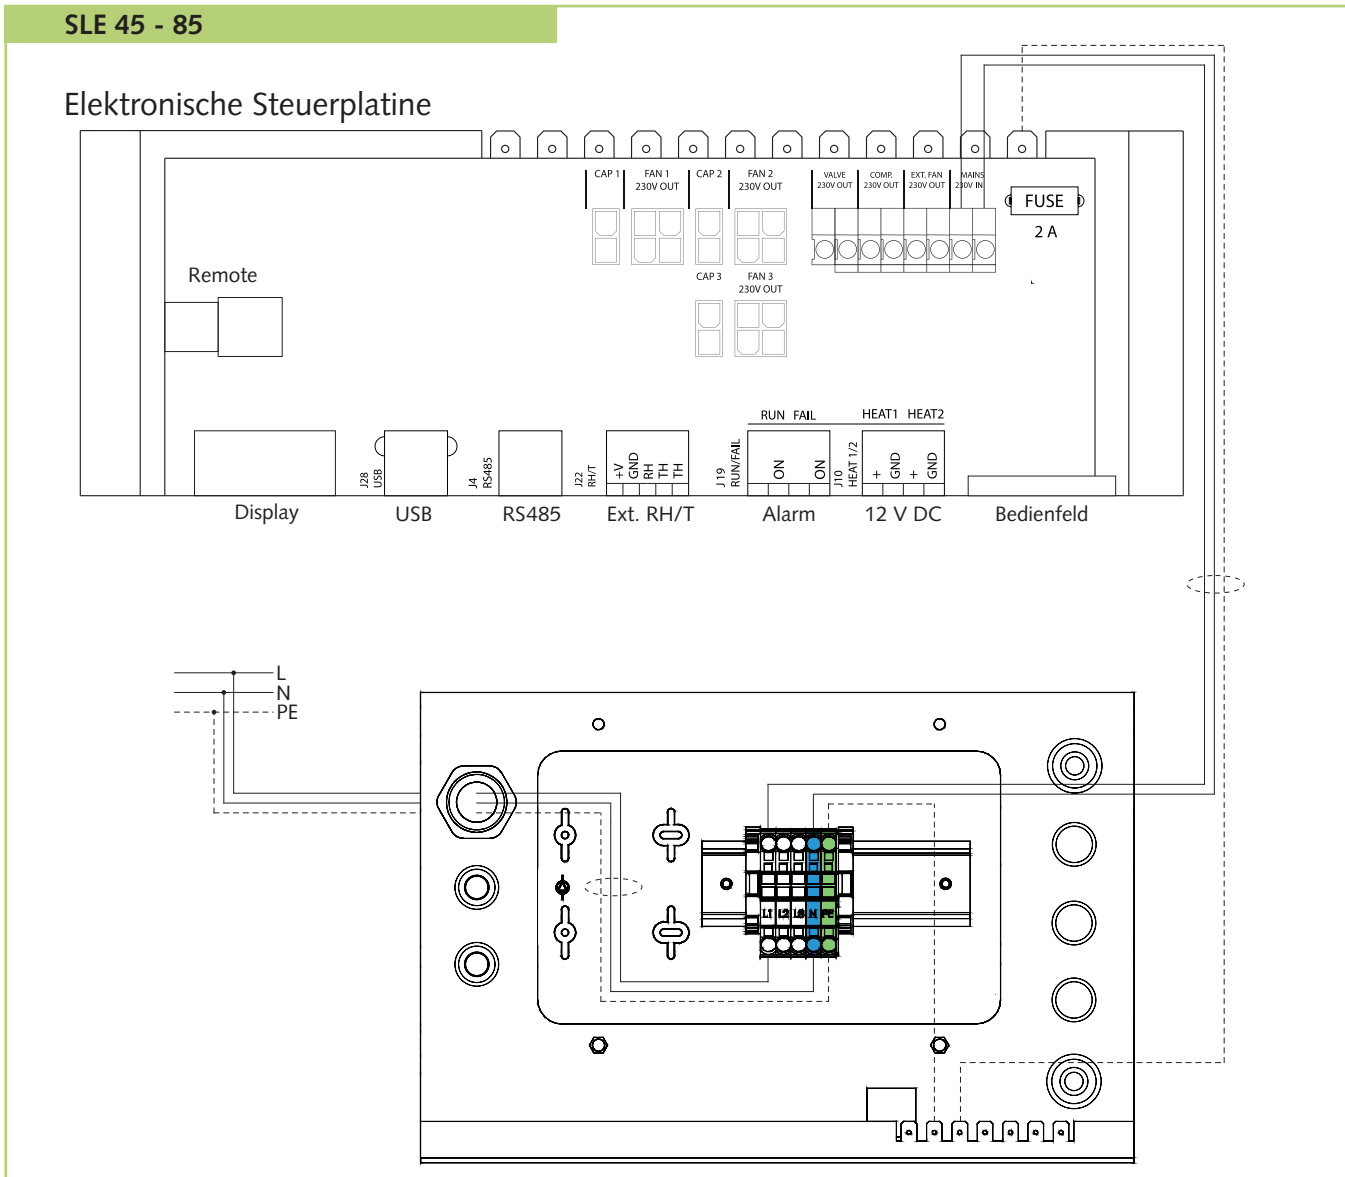 SLE 45 - 85
Elektronische Steuerplatine
CAP 1
FAN 1
230V OUT
CAP 2
FAN 2
230V OUT
VALVE
230V OUT
COMP.
230V OUT
EXT. FAN
230V OUT
MAINS
230V IN
FUSE
2 A
Remote
CAP 3
FAN 3
230V OUT
RUN FAIL
HEAT1 HEAT2
J28
USB
J4
RS485
J22
RH/T
+V
GND
RH
TH
TH
J 19
RUN/FAIL
ON
ON
J10
HEAT 1/2
+
GND
+
GND
Display
USB
RS485
Ext. RH/T
Alarm
12 V DC
Bedienfeld
L
N
PE
L1 L2 L3 N PE